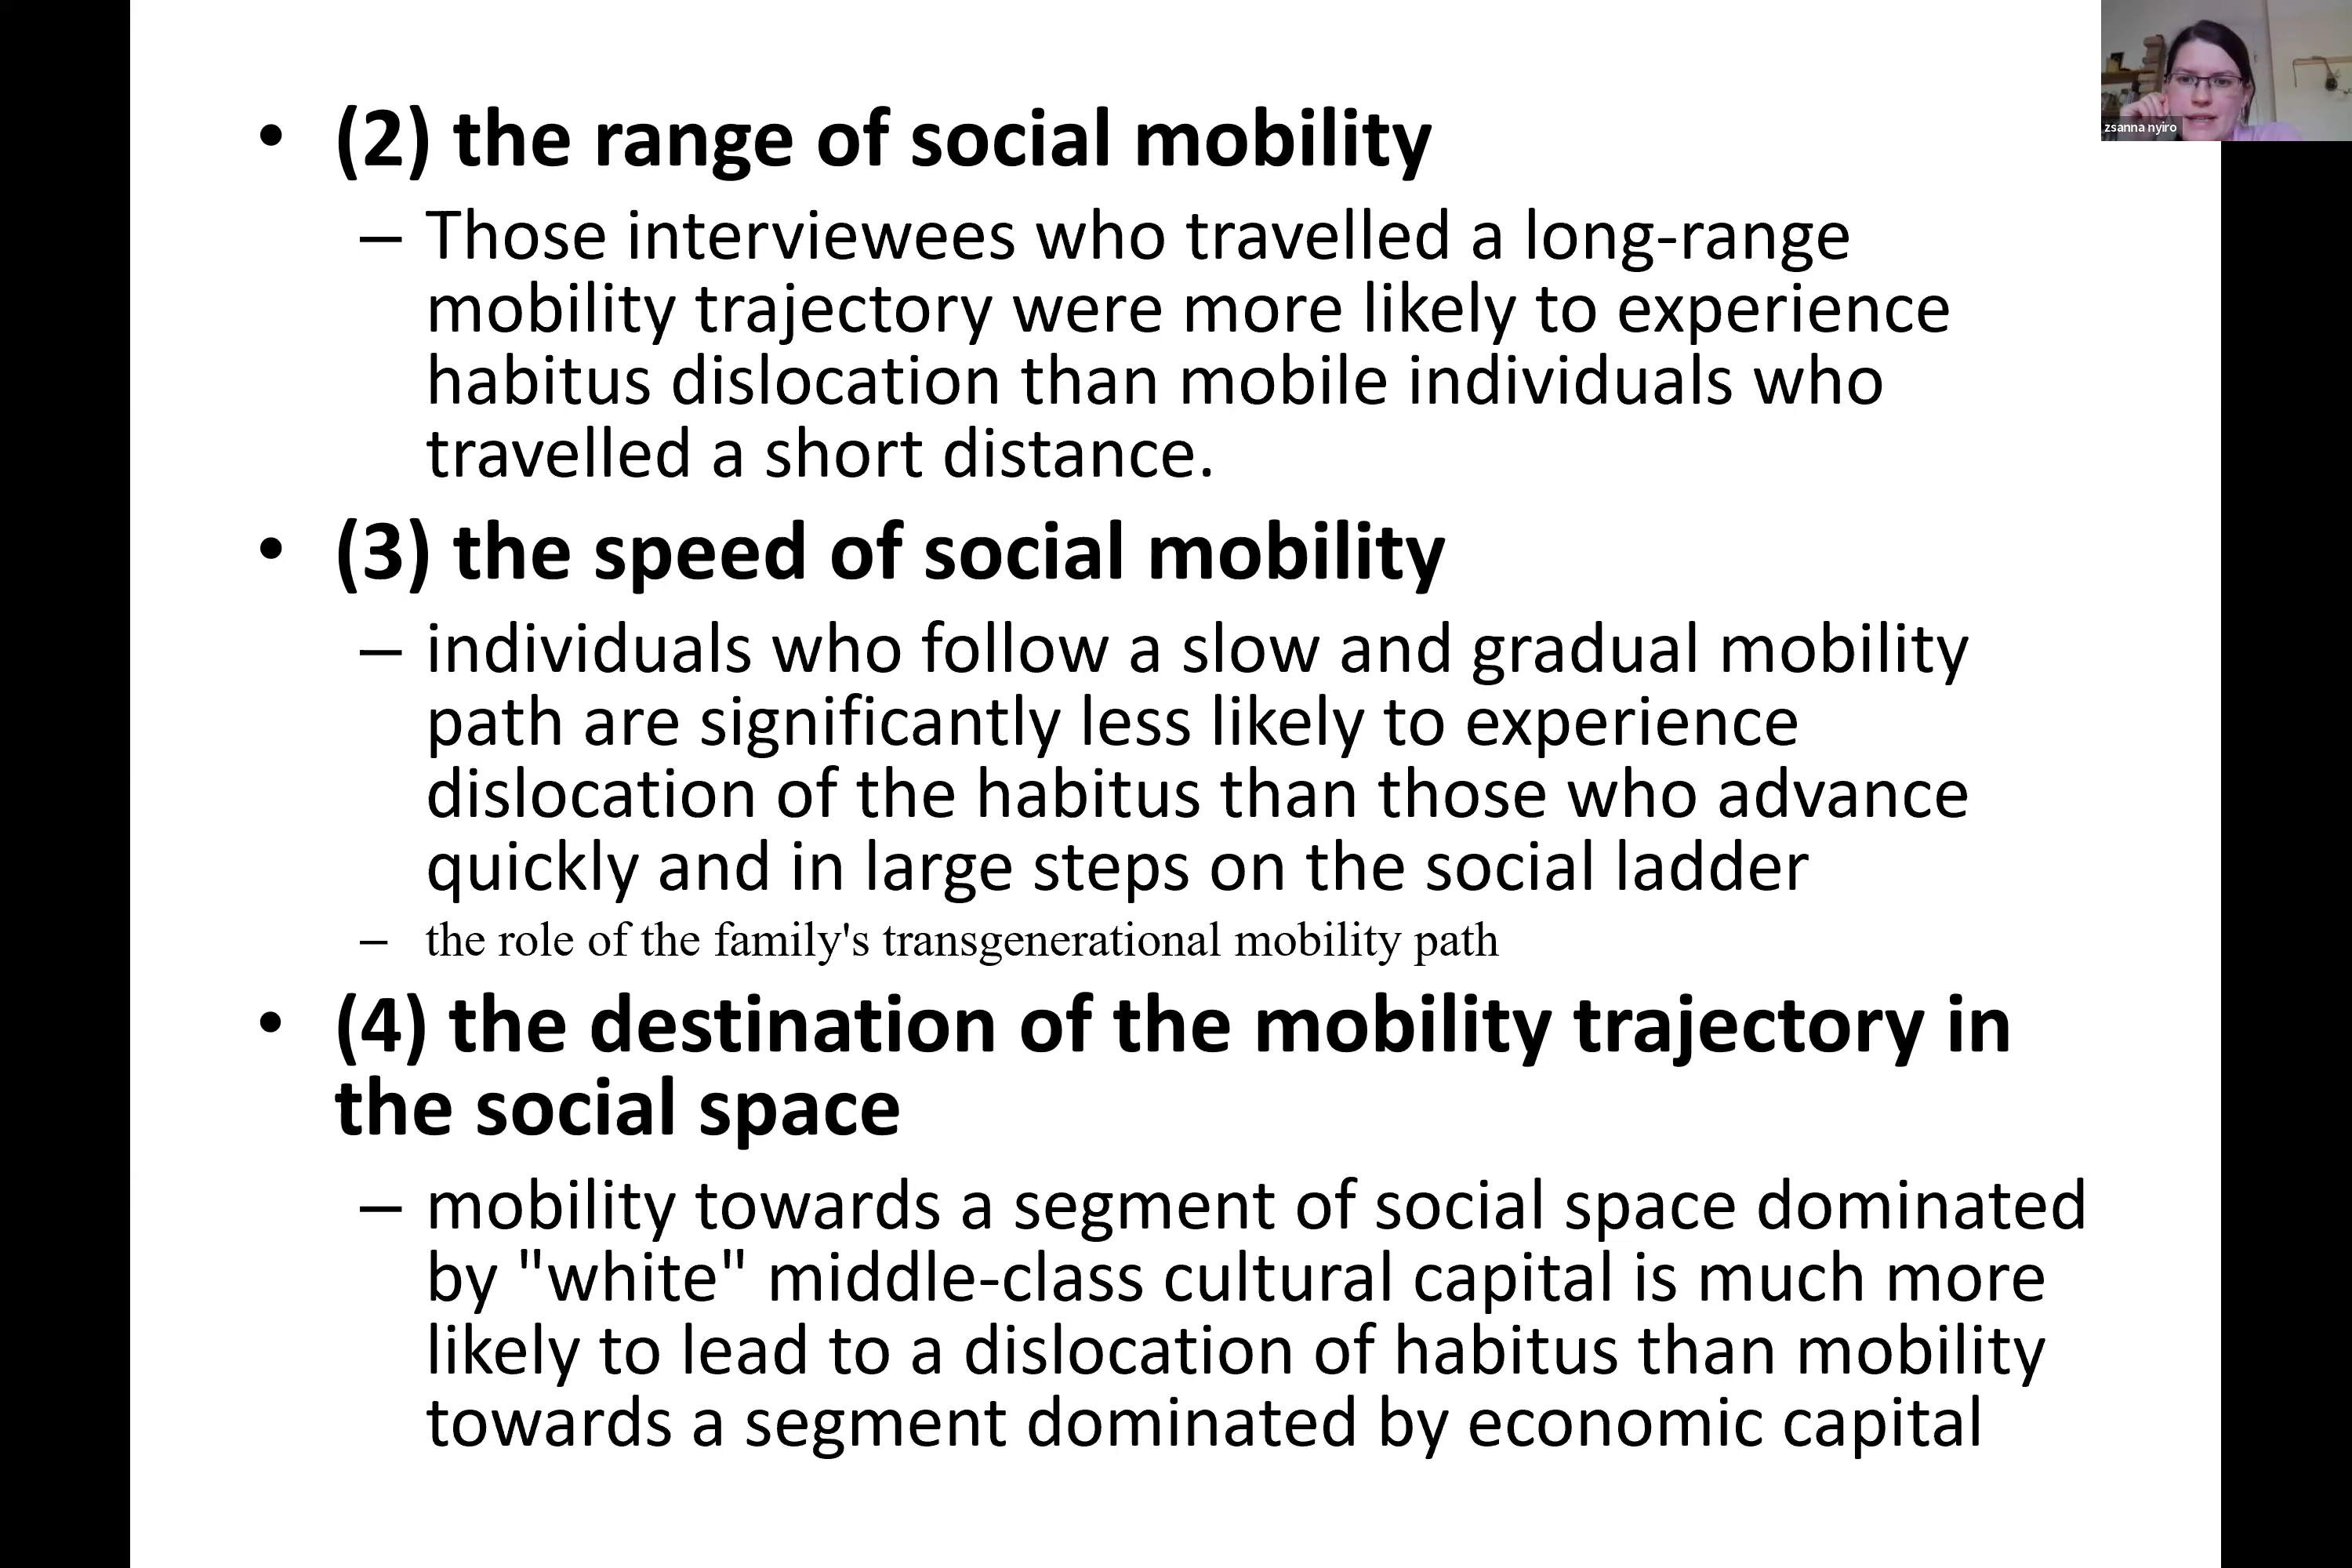 zsanna nyiro
• (2) the range of social mobility
– Those interviewees who travelled a long-range
mobility trajectory were more likely to experience
habitus dislocation than mobile individuals who
travelled a short distance.
• (3) the speed of social mobility
– individuals who follow a slow and gradual mobility
path are significantly less likely to experience
dislocation of the habitus than those who advance
quickly and in large steps on the social ladder
– the role of the family's transgenerational mobility path
• (4) the destination of the mobility trajectory in
the social space
– mobility towards a segment of social space dominated
by "white" middle-class cultural capital is much more
likely to lead to a dislocation of habitus than mobility
towards a segment dominated by economic capital